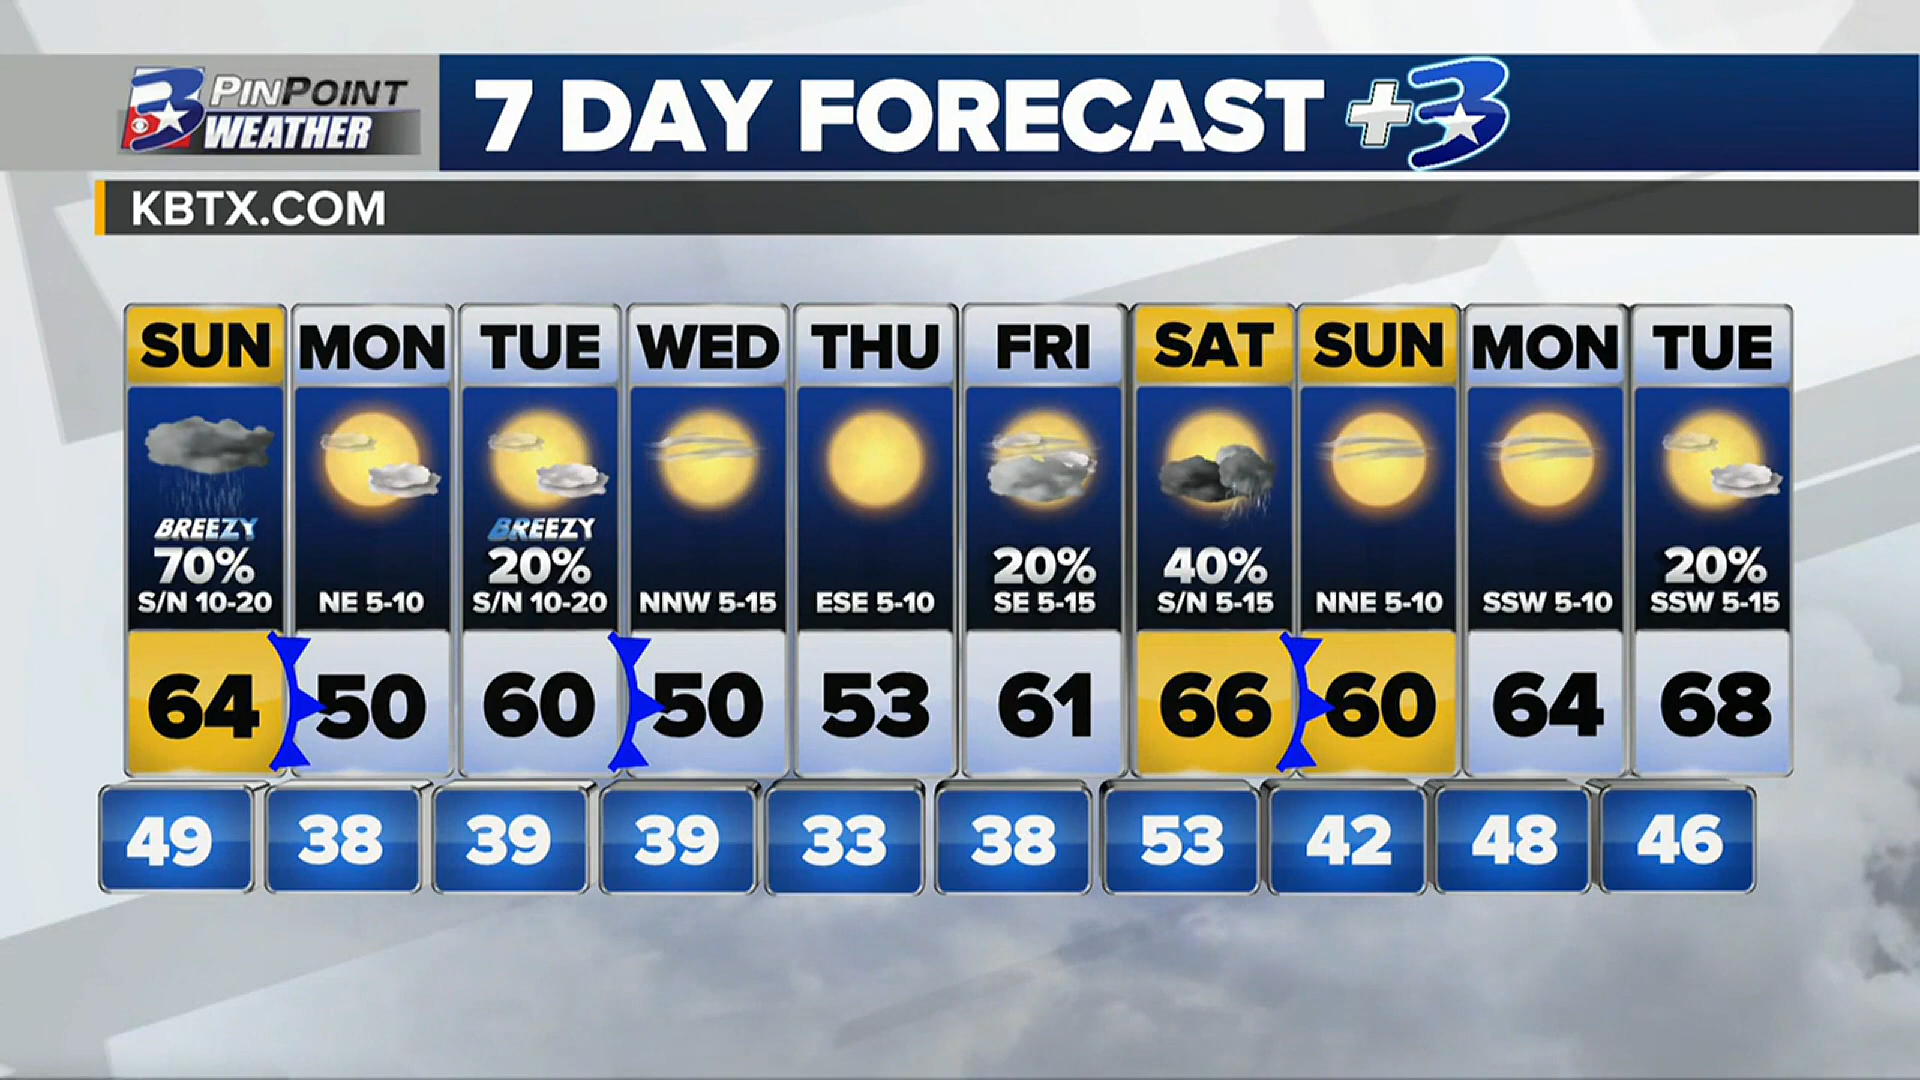 3 PINPOINT
WEATHER
7 DAY FORECAST +3
KBTX.COM
SUN MON TUE WED THU FRI SAT SUN MON TUE
BREEZY BREEZY
70% 20% 20% 40% 20%
S/N 10-20 NE 5-10 S/N 10-20 NNW 5-15 ESE 5-10 SE 5-15 S/N 5-15 NNE 5-10 SSW 5-10 SSW 5-15
64 50 60 50 53 61 66 60 64 68
49 38 39 39 33 38 53 42 48 46